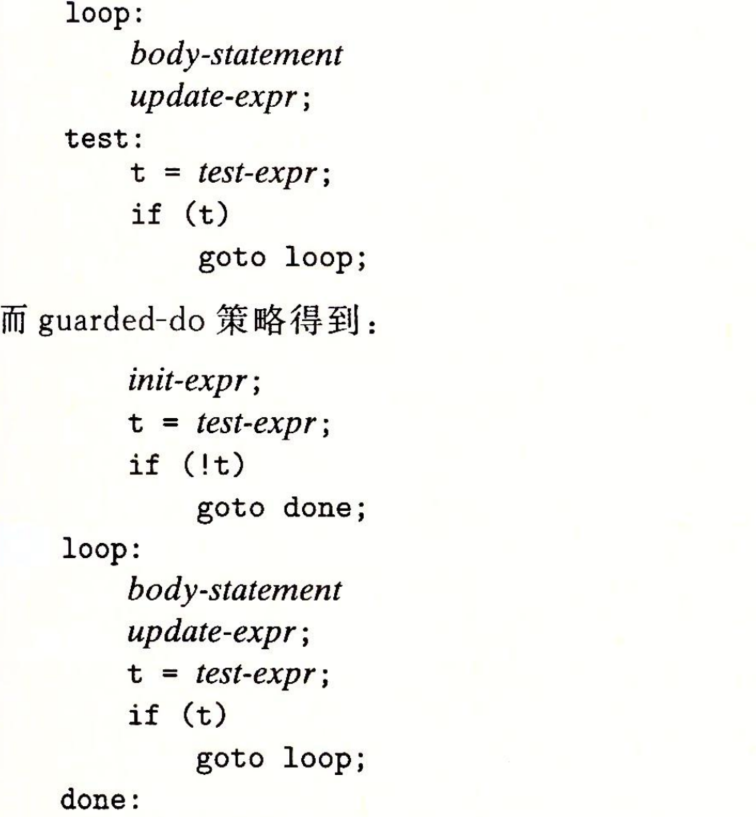 loop:
body-statement
update-expr;
test:
t = test-expr;
if (t)
goto loop;
而 guarded-do 策略得到：
init-expr;
t = test-expr;
if (!t)
goto done;
loop:
body-statement
update-expr;
t = test-expr;
if (t)
goto loop;
done: